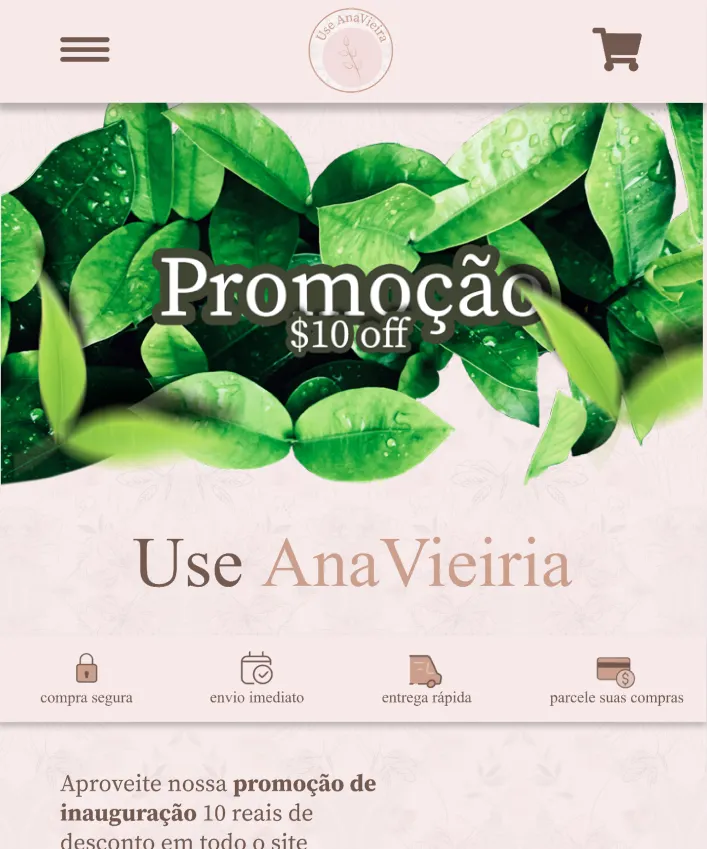 Use AnaVieira
Promoção
$10 off
Use AnaVieiria
compra segura
envio imediato
entrega rápida
parcele suas compras
Aproveite nossa promoção de
inauguração 10 reais de
desconto em todo o site